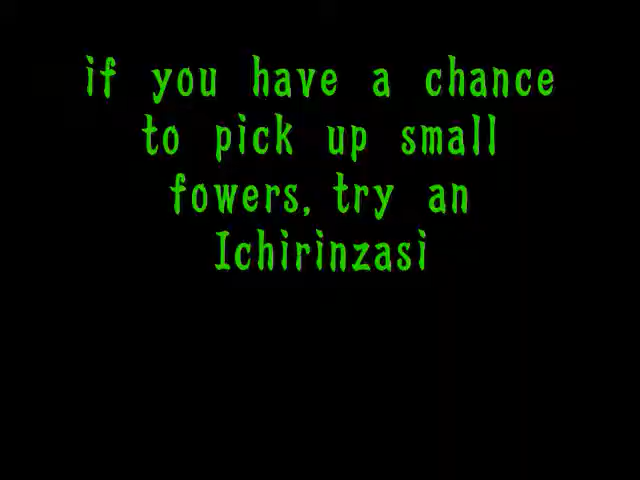 if you have a chance
to pick up small
fowers, try an
Ichirinzasi